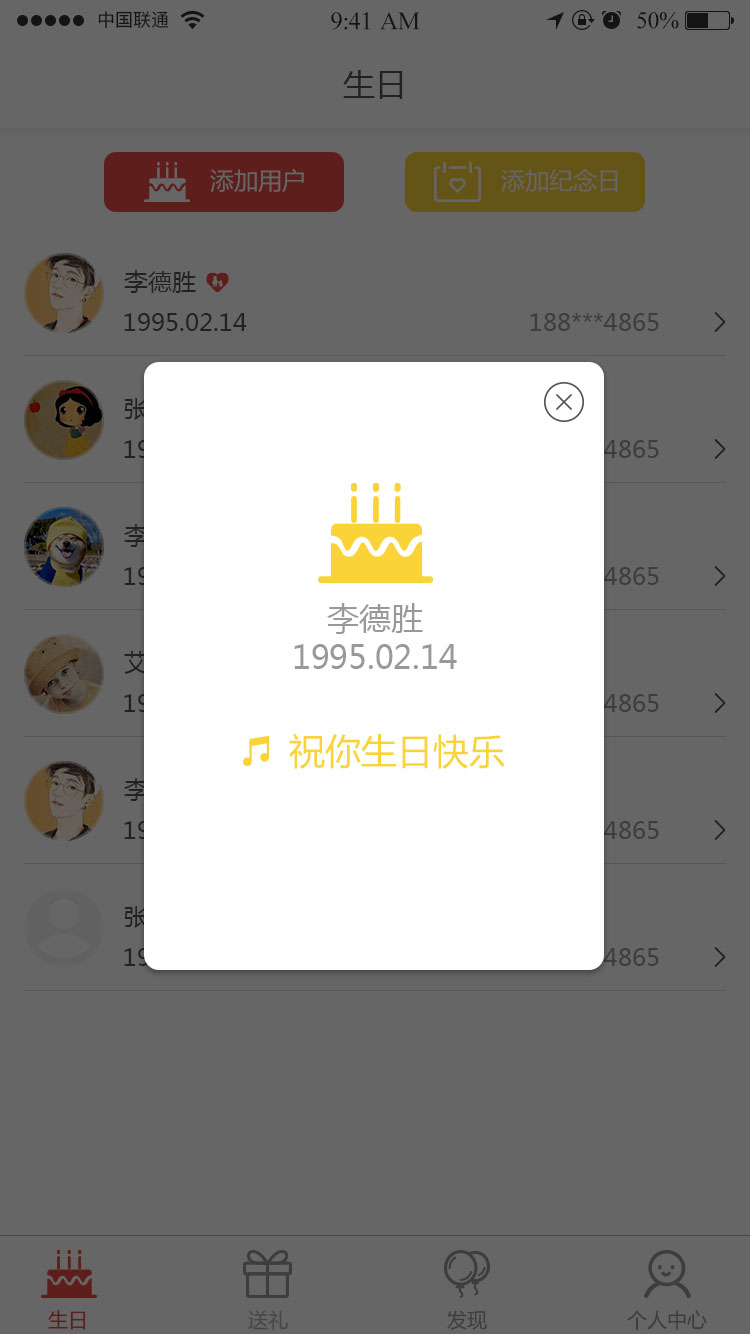 中国联通 9:41 AM 50%
生日
添加用户 添加纪念日
李德胜
1995.02.14 188***4865
张
19 4865
李
19 4865
艾
19 4865
李
19 4865
张
19 4865
李德胜
1995.02.14
祝你生日快乐
生日 送礼 发现 个人中心